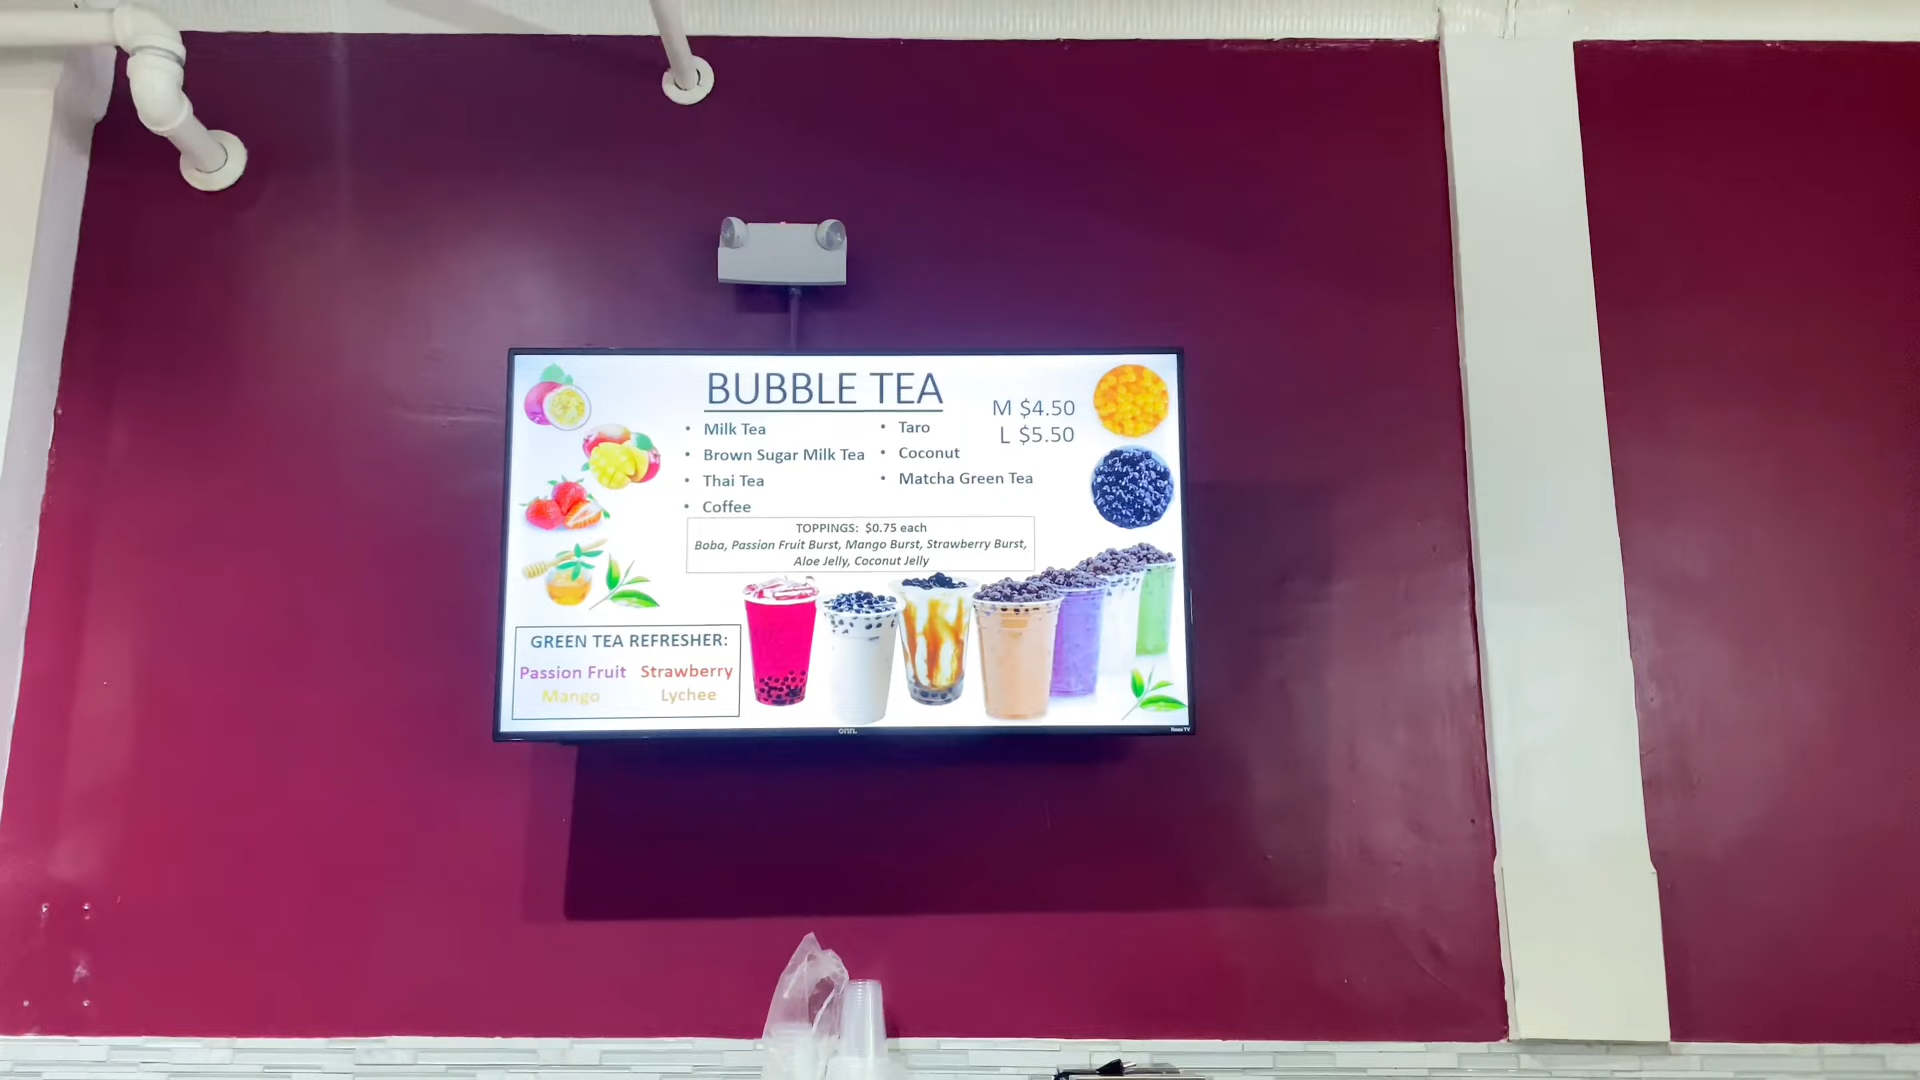 BUBBLE TEA
M $4.50
L $5.50
• Milk Tea
• Brown Sugar Milk Tea
• Thai Tea
• Coffee
• Taro
• Coconut
• Matcha Green Tea
TOPPINGS: $0.75 each
Boba, Passion Fruit Burst, Mango Burst, Strawberry Burst,
Aloe Jelly, Coconut Jelly
GREEN TEA REFRESHER:
Passion Fruit Strawberry
Mango Lychee
onn.
Roku TV